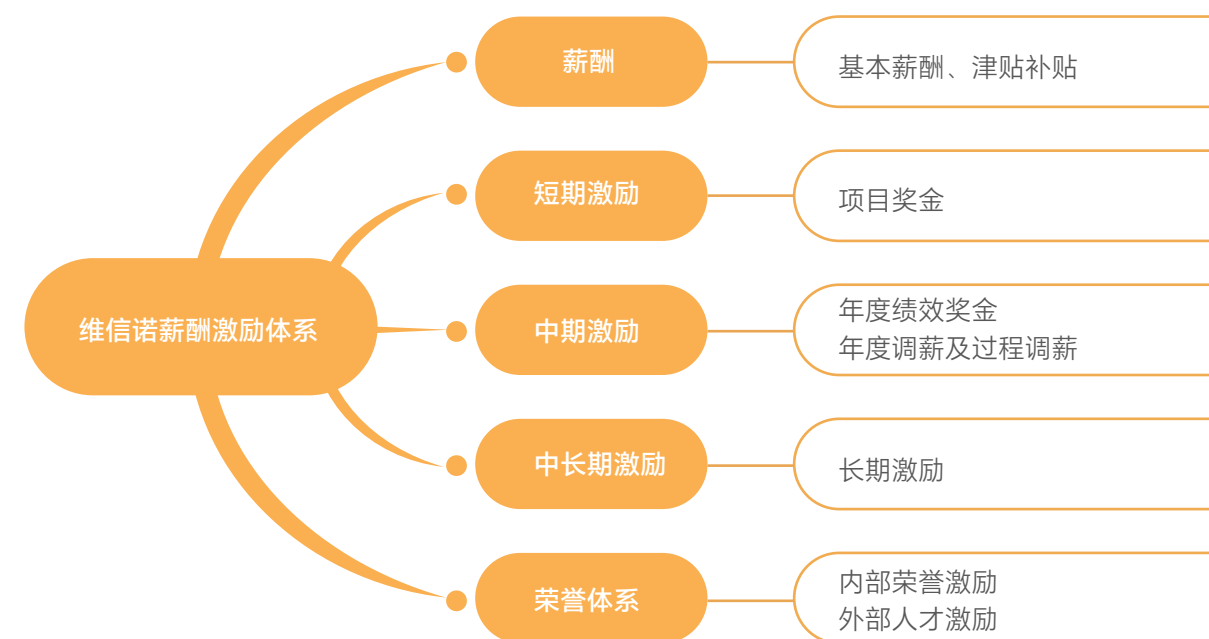 维信诺薪酬激励体系
薪酬
基本薪酬、津贴补贴
短期激励
项目奖金
中期激励
年度绩效奖金
年度调薪及过程调薪
中长期激励
长期激励
荣誉体系
内部荣誉激励
外部人才激励